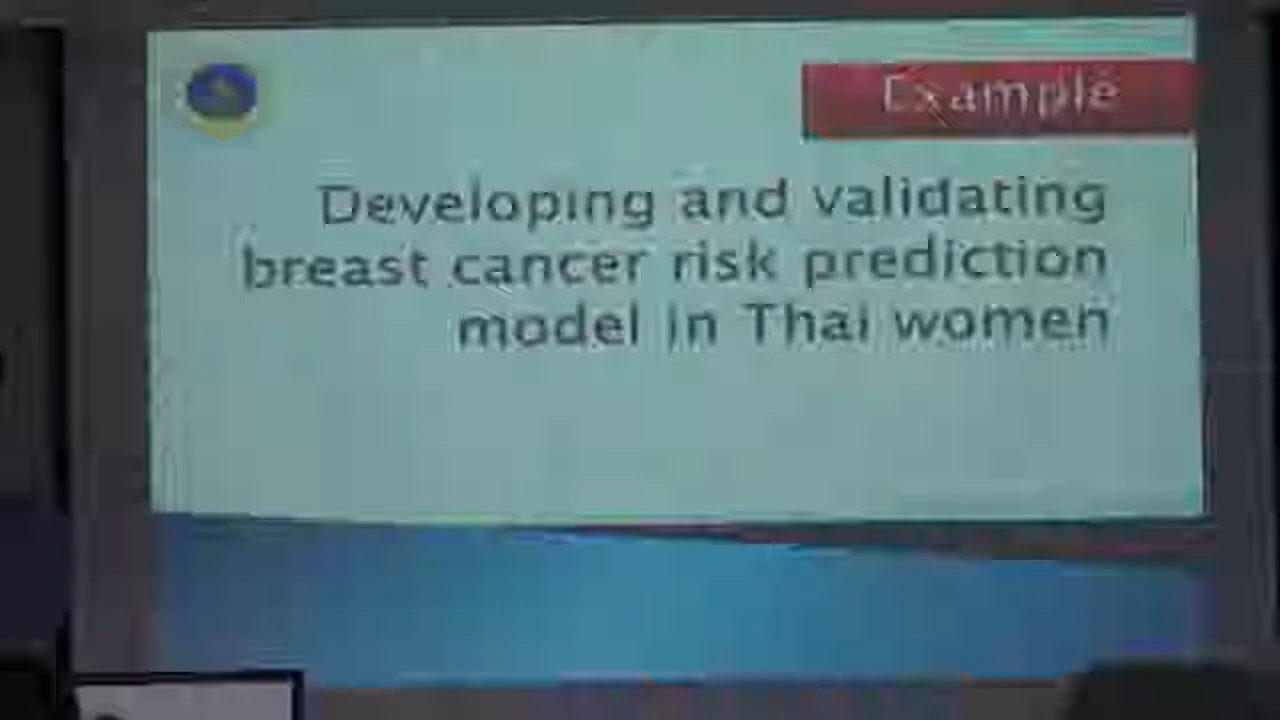 Example
Developing and validating
breast cancer risk prediction
model in Thai women